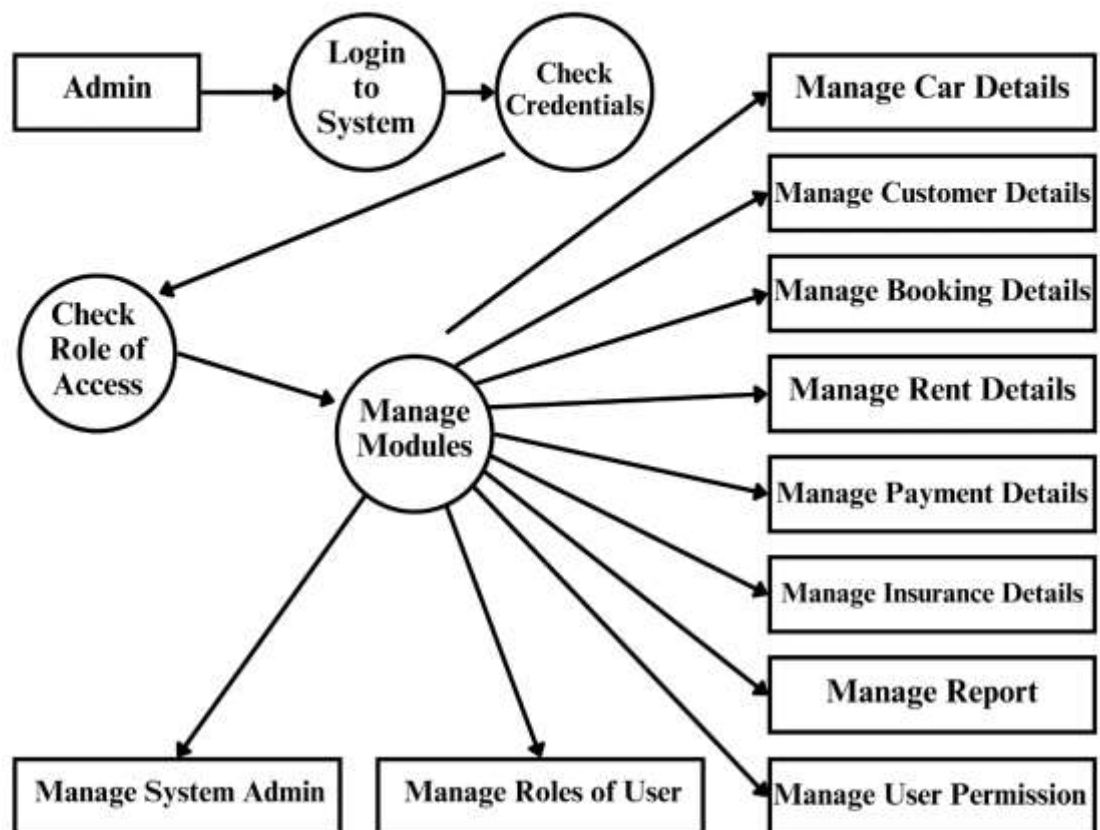 Admin
Login
to
System
Check
Credentials
Manage Car Details
Manage Customer Details
Manage Booking Details
Check
Role of
Access
Manage Rent Details
Manage
Modules
Manage Payment Details
Manage Insurance Details
Manage Report
Manage System Admin
Manage Roles of User
Manage User Permission